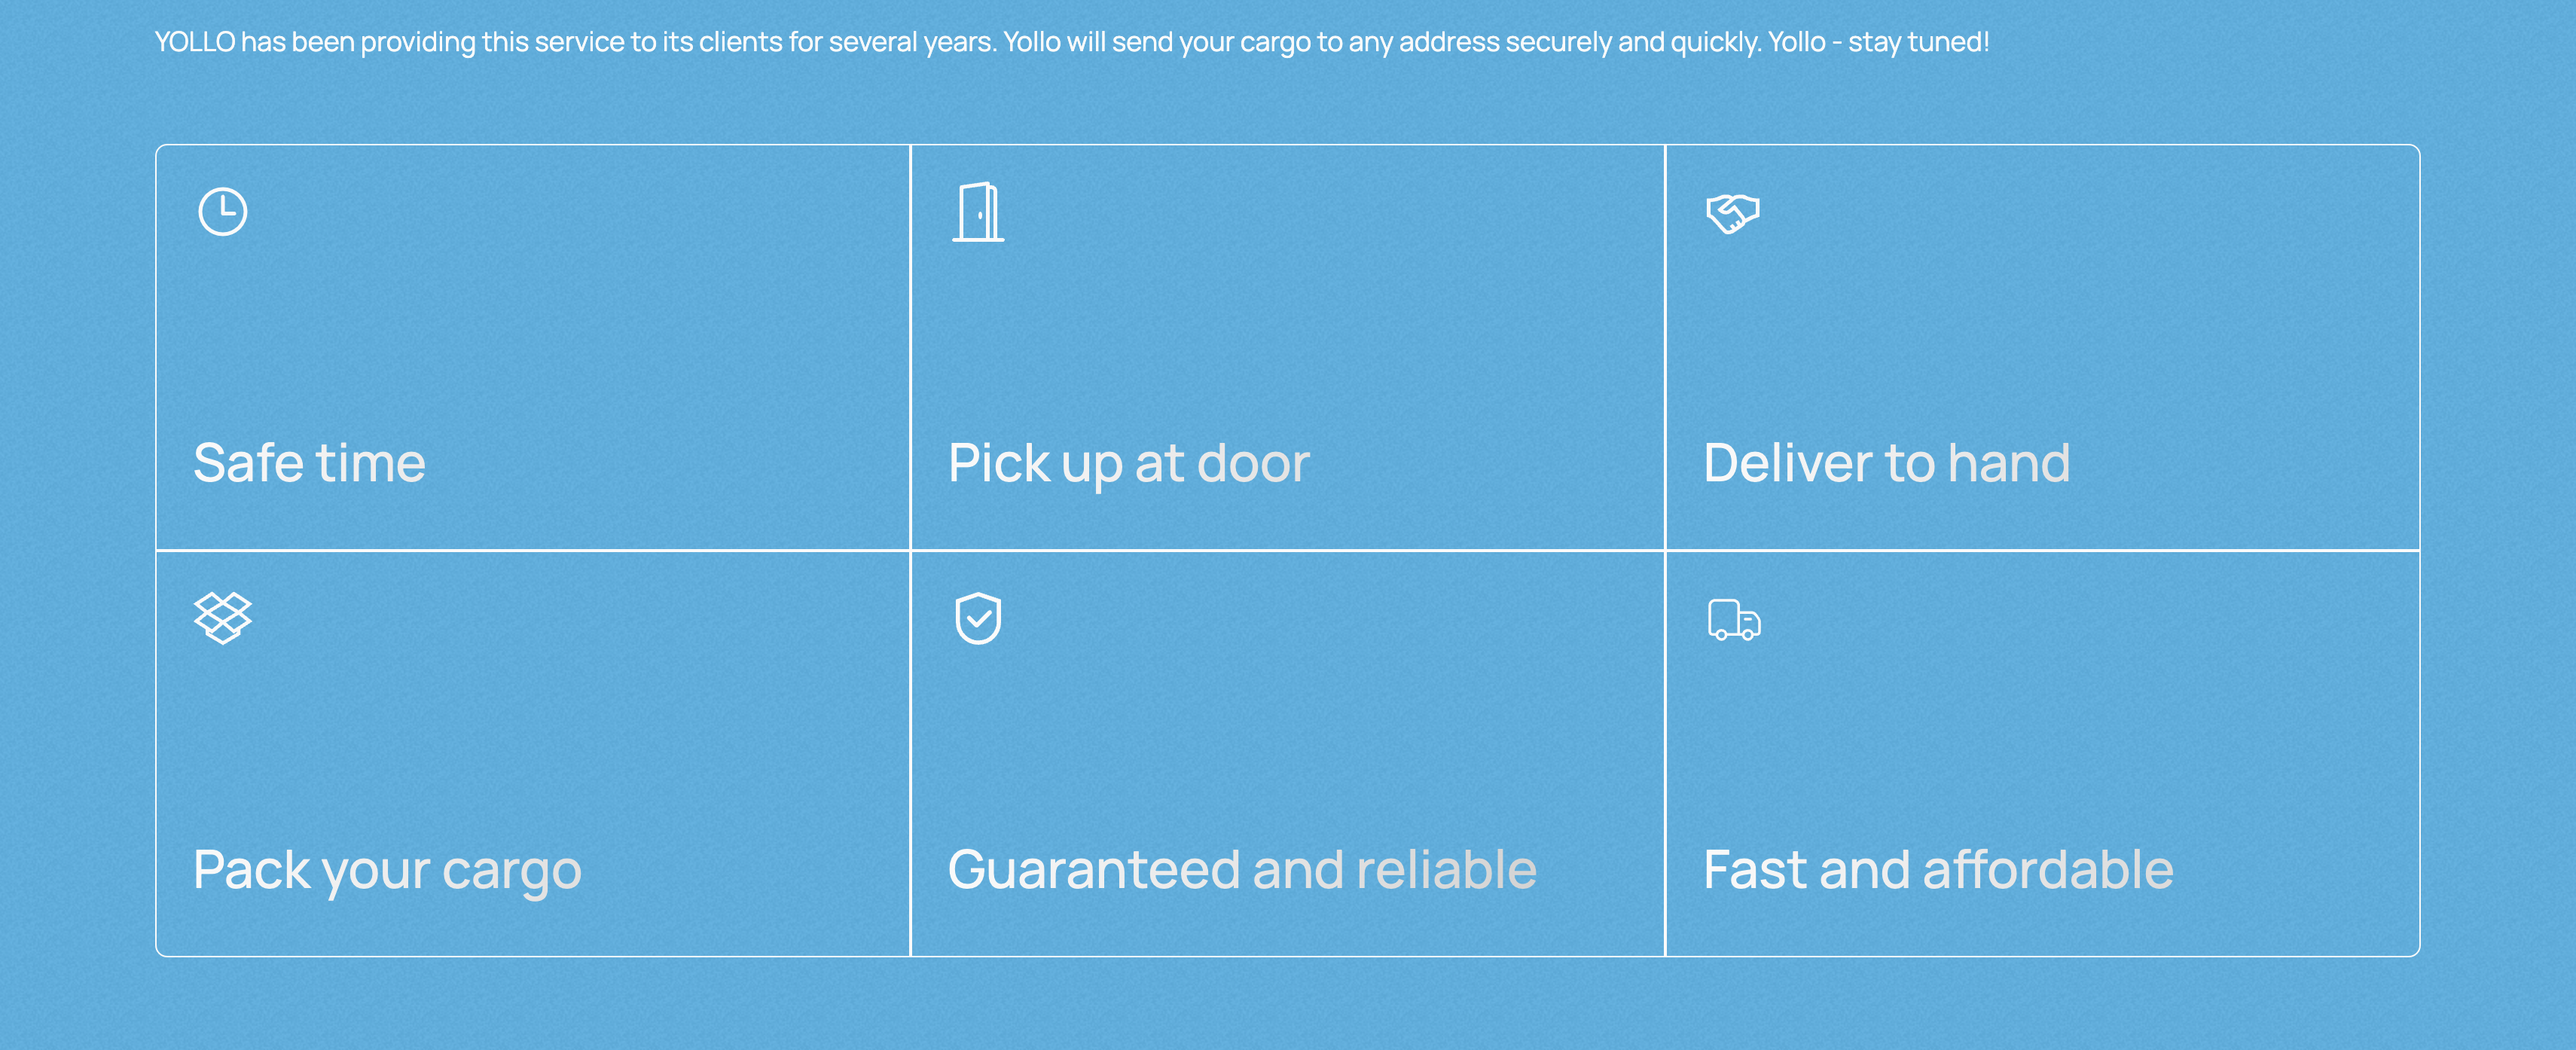 YOLLO has been providing this service to its clients for several years. Yollo will send your cargo to any address securely and quickly. Yollo - stay tuned!
Safe time
Pick up at door
Deliver to hand
Pack your cargo
Guaranteed and reliable
Fast and affordable